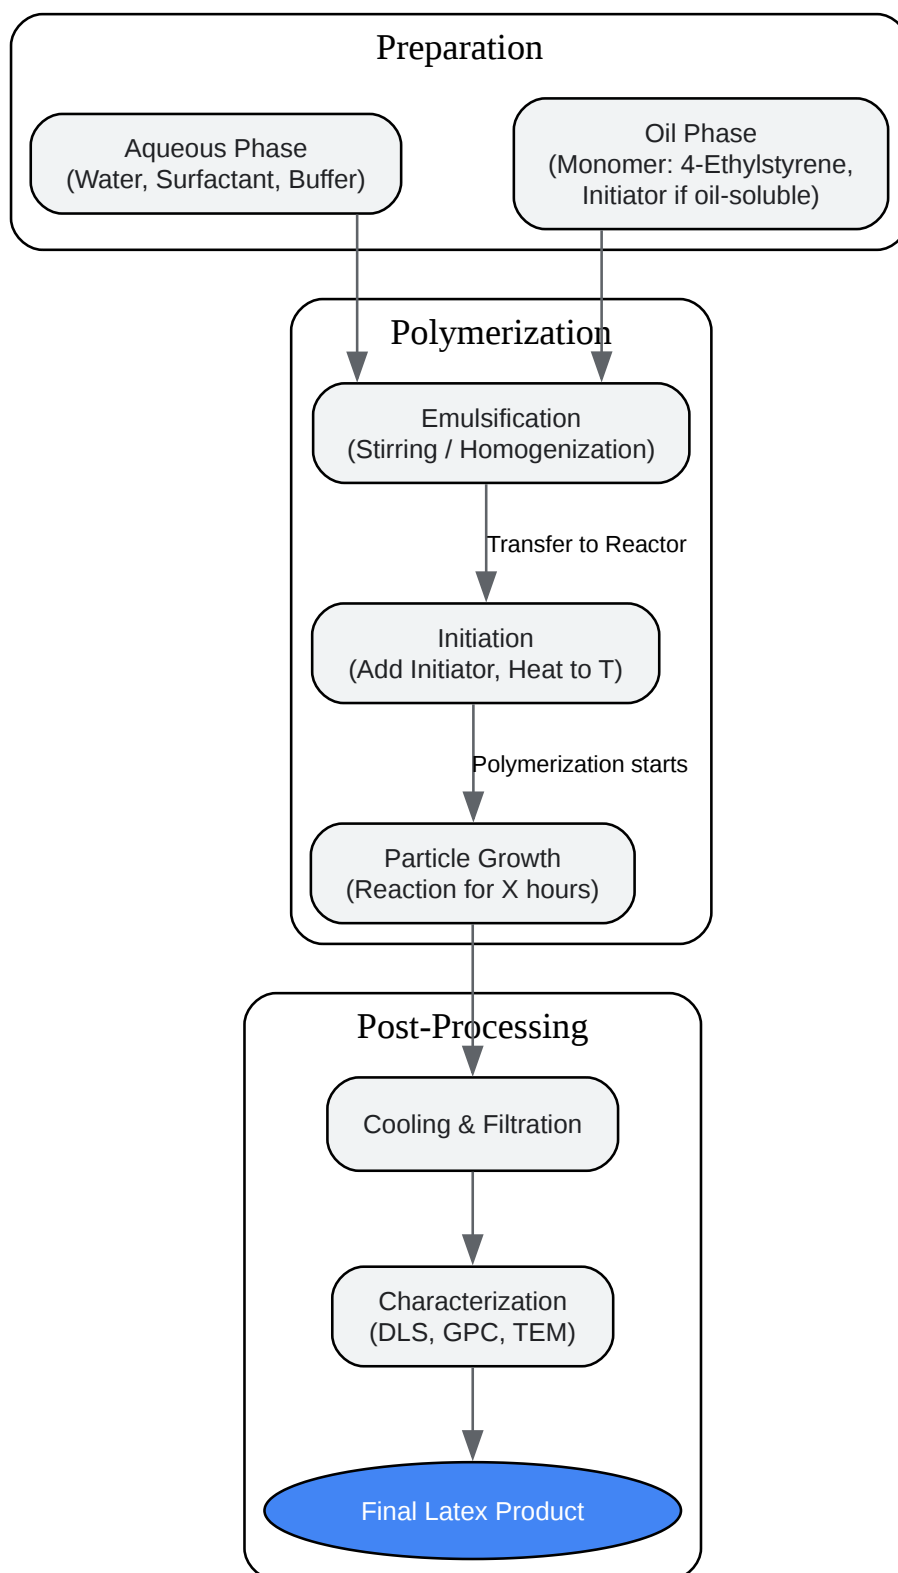 Preparation
Aqueous Phase
(Water, Surfactant, Buffer)
Oil Phase
(Monomer: 4-Ethylstyrene,
Initiator if oil-soluble)
Polymerization
Emulsification
(Stirring / Homogenization)
Transfer to Reactor
Initiation
(Add Initiator, Heat to T)
Polymerization starts
Particle Growth
(Reaction for X hours)
Post-Processing
Cooling & Filtration
Characterization
(DLS, GPC, TEM)
Final Latex Product